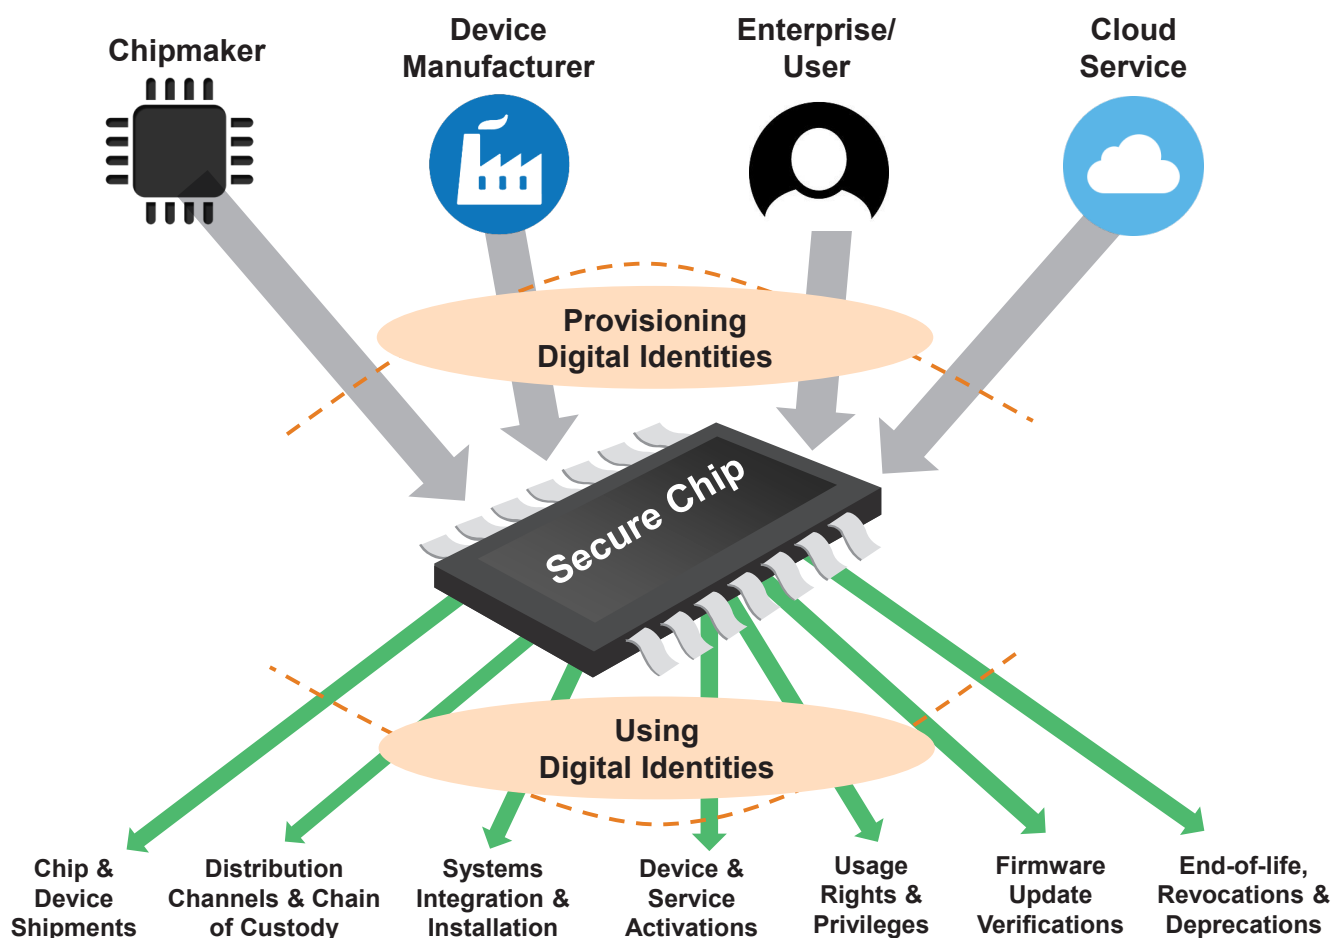 Chipmaker
Device
Manufacturer
Enterprise/
User
Cloud
Service
Provisioning
Digital Identities
Secure Chip
Using
Digital Identities
Chip &
Device
Shipments
Distribution
Channels & Chain
of Custody
Systems
Integration &
Installation
Device &
Service
Activations
Usage
Rights &
Privileges
Firmware
Update
Verifications
End-of-life,
Revocations &
Deprecations